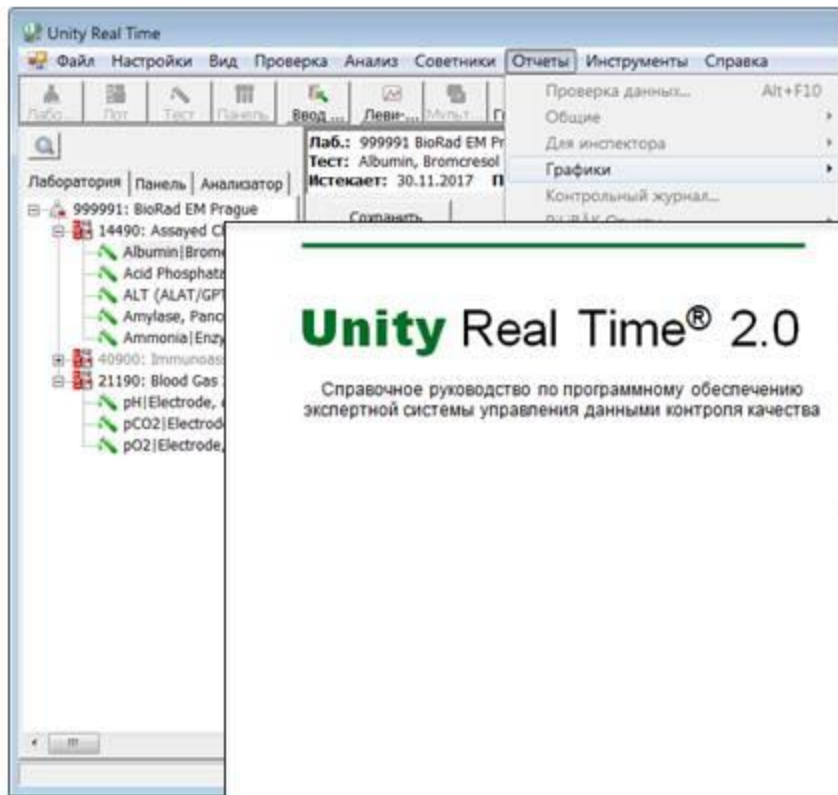 Unity Real Time
Файл Настройки Вид Проверка Анализ Советники Отчеты Инструменты Справка
Лабо... Лот Тест Панель Ввод ... Леви-... Мульт...
Проверка данных... Alt+F10
Общие
Для инспектора
Графики
Контрольный журнал...
Лаб.: 999991 BioRad EM Pr
Тест: Albumin, Bromcresol
Истекает: 30.11.2017 П
Сохранить
Лаборатория Панель Анализатор
999991: BioRad EM Prague
14490: Assayed C
Albumin|Brom
Acid Phosphat
ALT (ALAT/GPT
Amylase, Panc
Ammonia|Enzy
40900: Immunoas
21190: Blood Gas
pH|Electrode,
pCO2|Electrod
pO2|Electrode,
Unity Real Time® 2.0
Справочное руководство по программному обеспечению
экспертной системы управления данными контроля качества